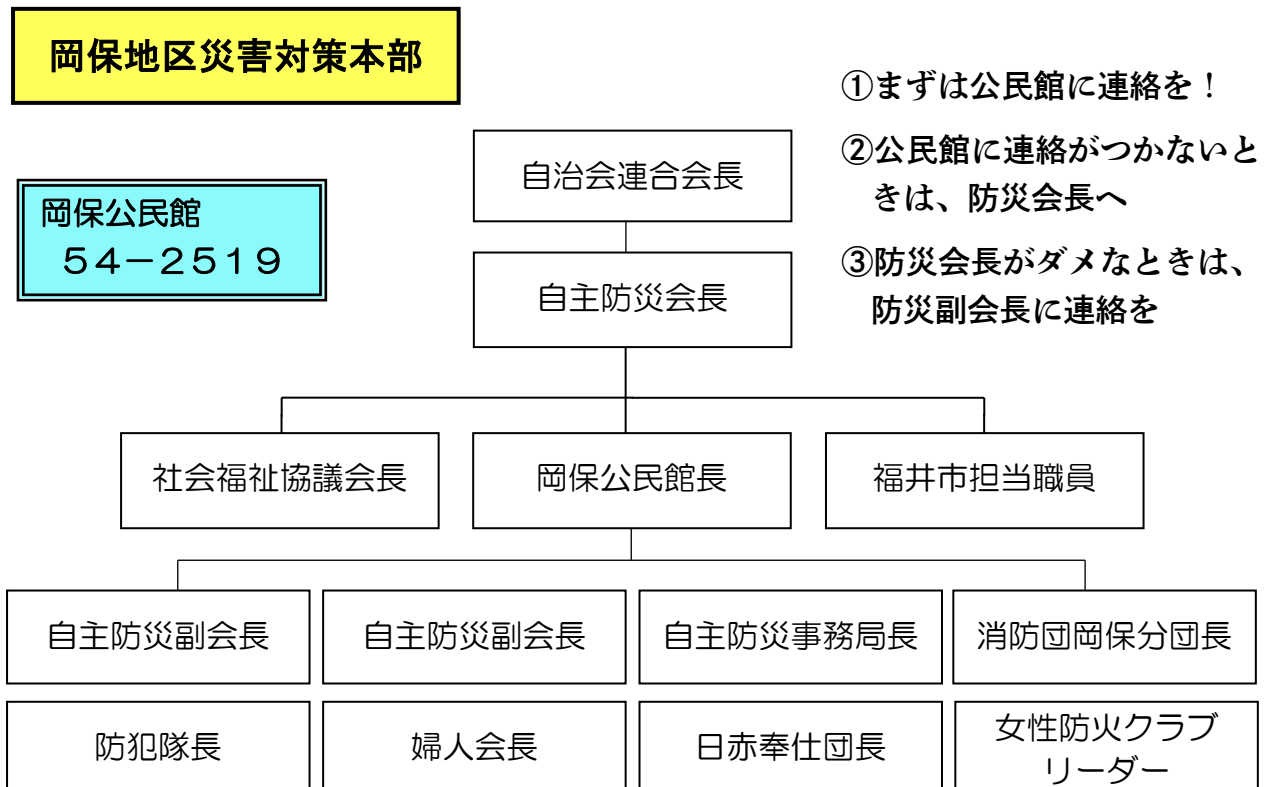 岡保地区災害対策本部
①まずは公民館に連絡を！
②公民館に連絡がつかないと
きは、防災会長へ
③防災会長がダメなときは、
防災副会長に連絡を
岡保公民館
５４－２５１９
自治会連合会長
自主防災会長
社会福祉協議会長
岡保公民館長
福井市担当職員
自主防災副会長
自主防災副会長
自主防災事務局長
消防団岡保分団長
防犯隊長
婦人会長
日赤奉仕団長
女性防火クラブ
リーダー